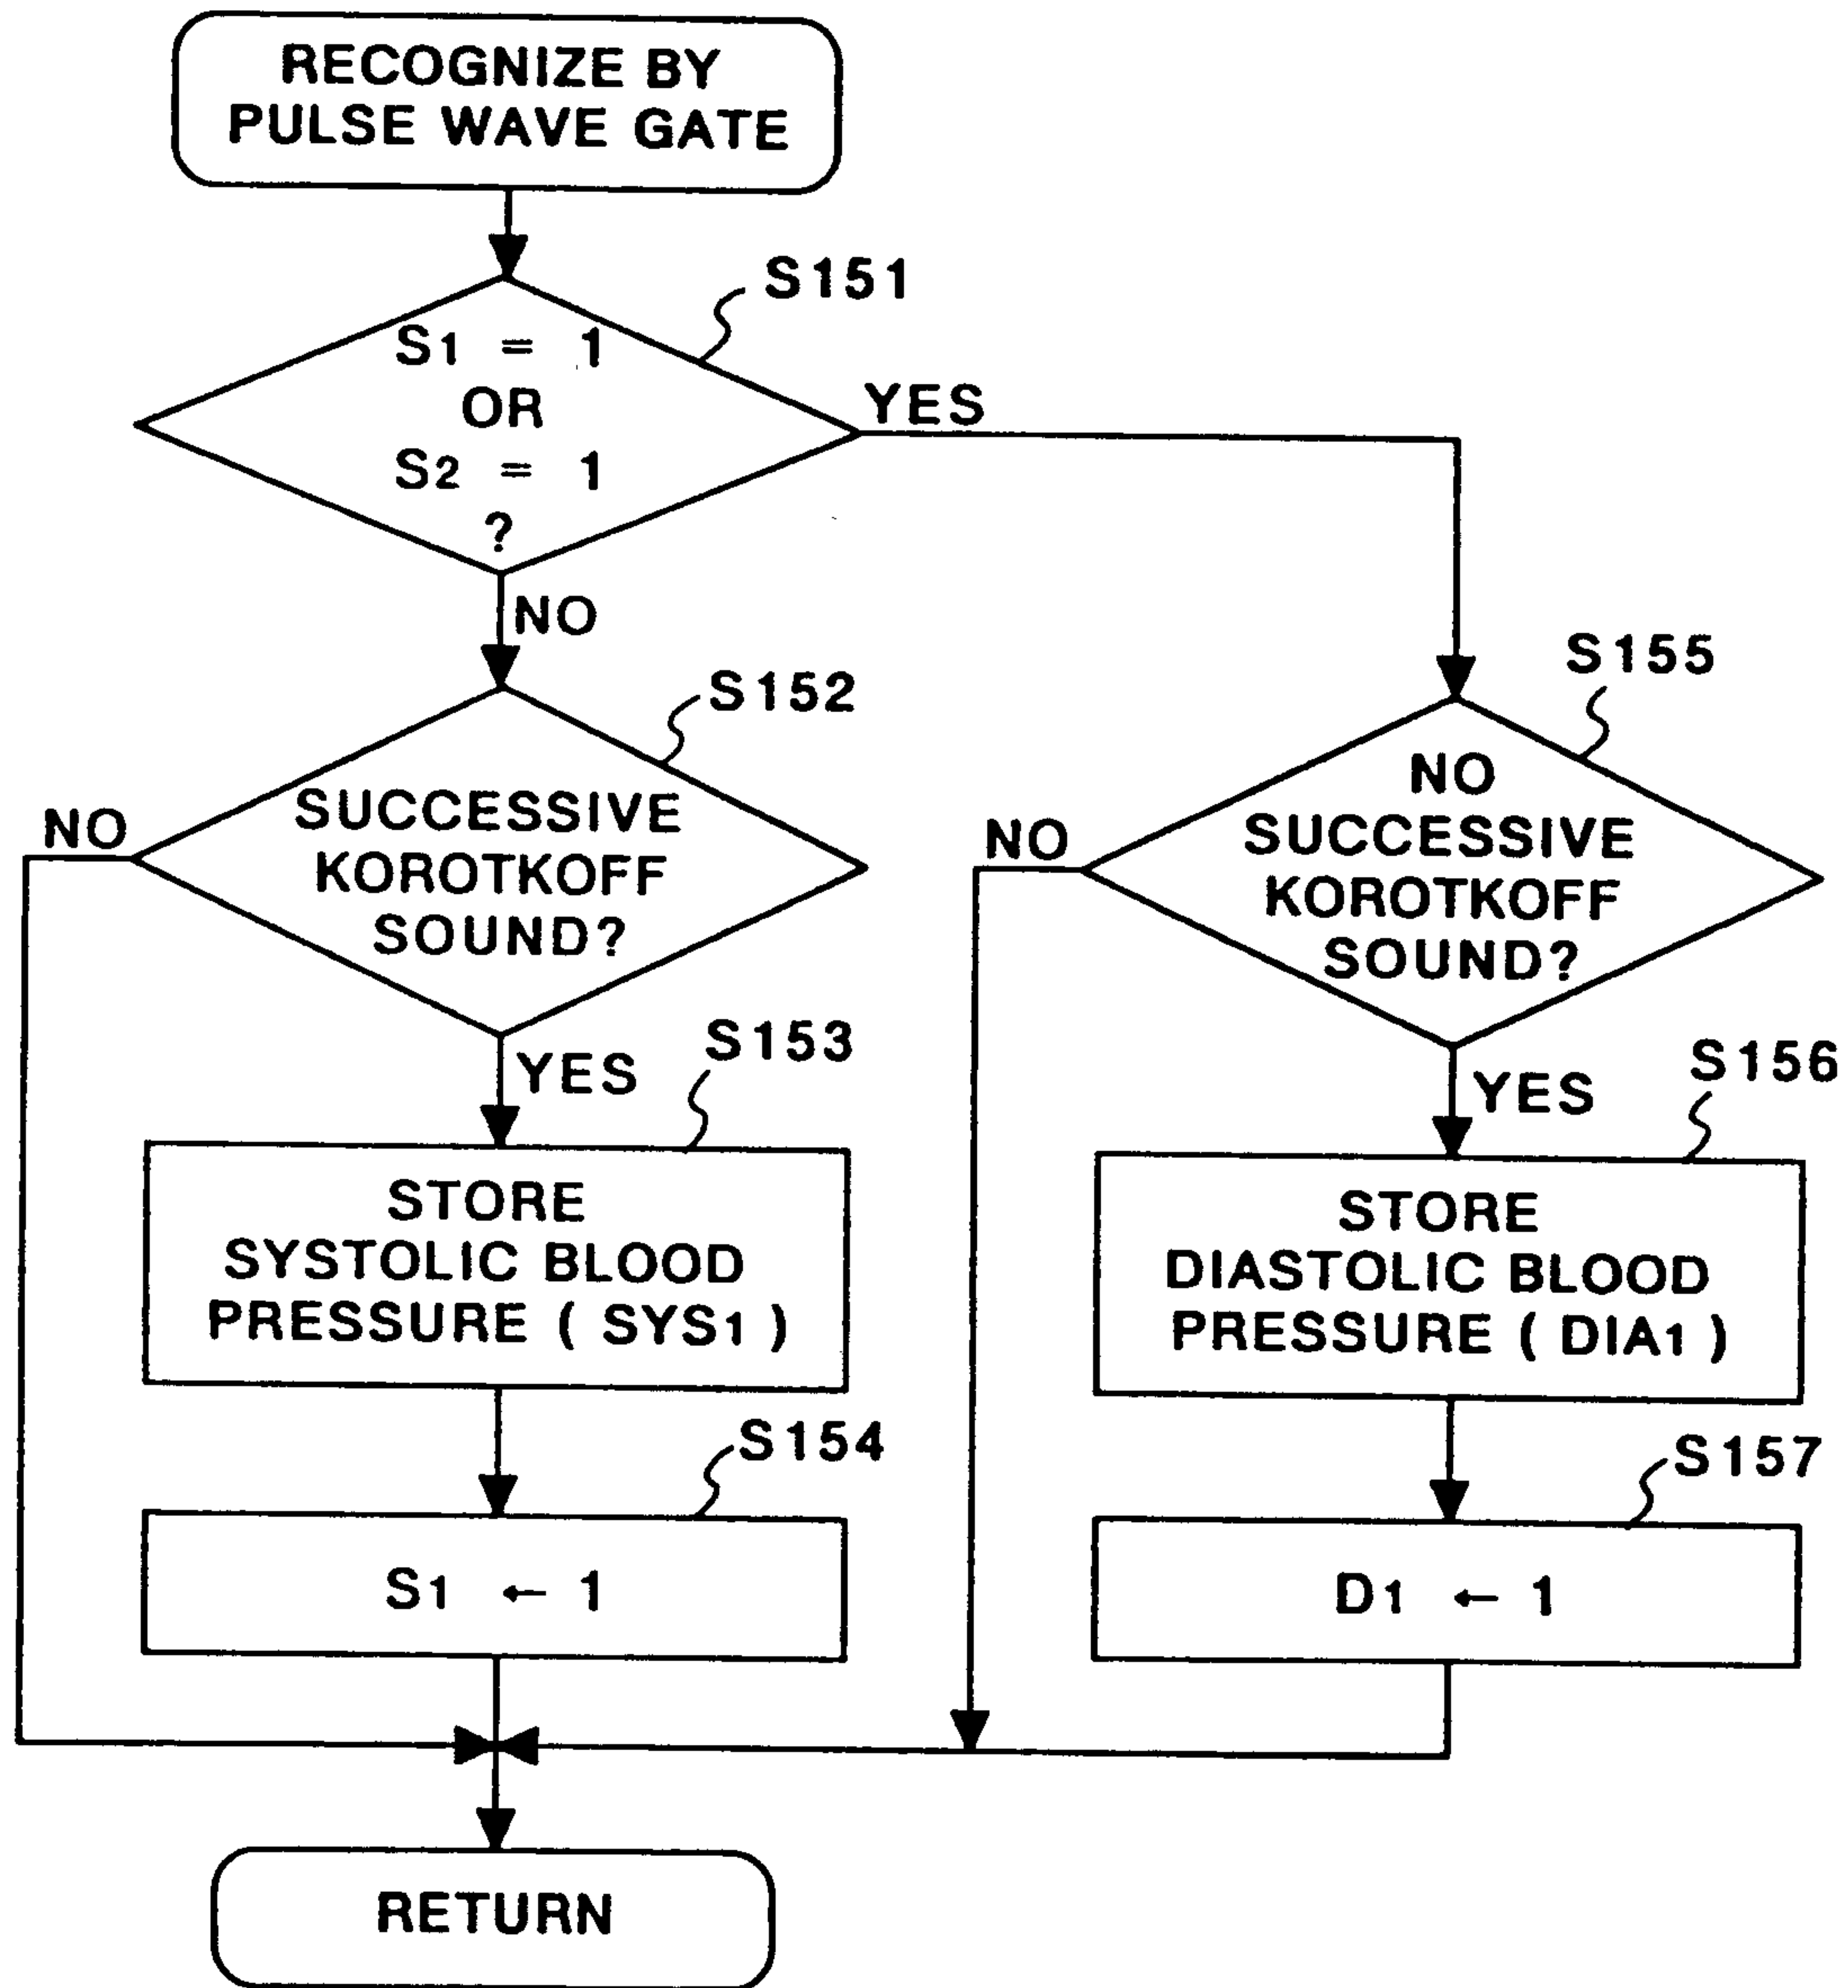 RECOGNIZE BY
PULSE WAVE GATE
S151
S1 = 1
OR
S2 = 1
?
YES
NO
S152
SUCCESSIVE
KOROTKOFF
SOUND?
NO
YES
S153
STORE
SYSTOLIC BLOOD
PRESSURE ( SYS1 )
S154
S1 ← 1
S155
NO
SUCCESSIVE
KOROTKOFF
SOUND?
NO
YES
S156
STORE
DIASTOLIC BLOOD
PRESSURE ( DIA1 )
S157
D1 ← 1
RETURN